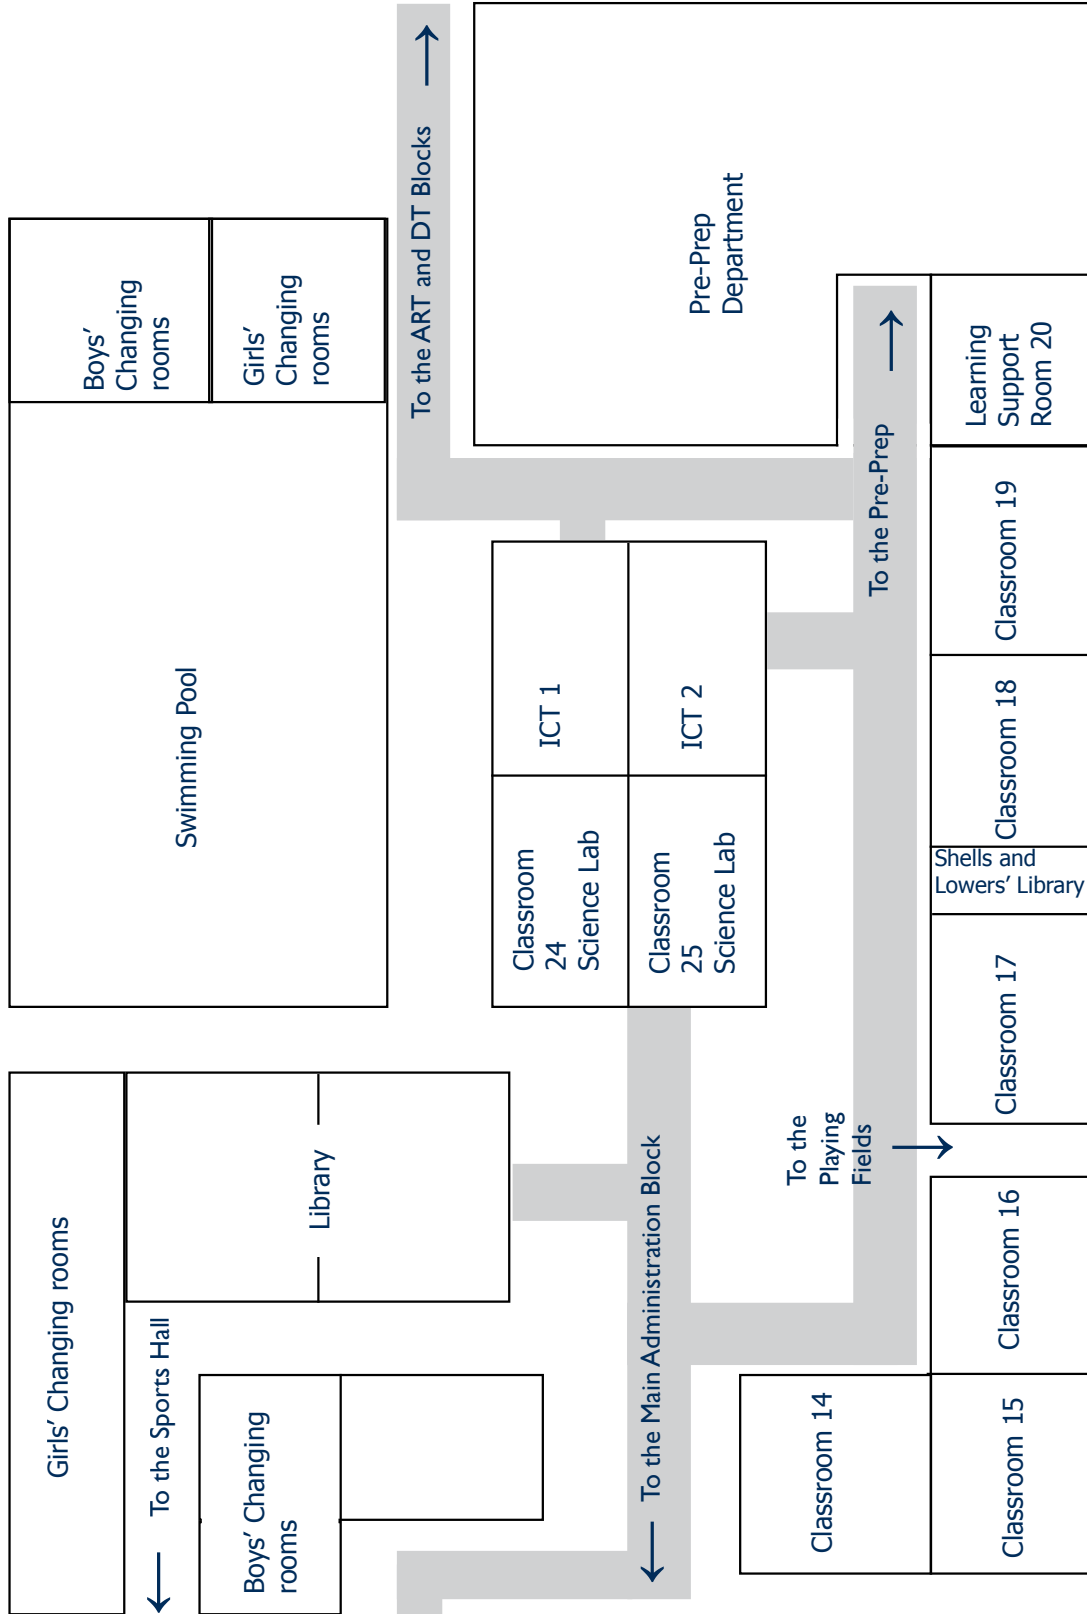 Boys’
Changing
rooms
Girls’
Changing
rooms
To the ART and DT Blocks
Pre-Prep
Department
Swimming Pool
ICT 1
ICT 2
Classroom
24
Science Lab
Classroom
25
Science Lab
To the Pre-Prep
Learning
Support
Room 20
Classroom 19
Classroom 18
Shells and
Lowers’ Library
Classroom 17
To the
Playing
Fields
Classroom 16
Classroom 15
Classroom 14
To the Main Administration Block
Library
Girls’ Changing rooms
To the Sports Hall
Boys’ Changing
rooms